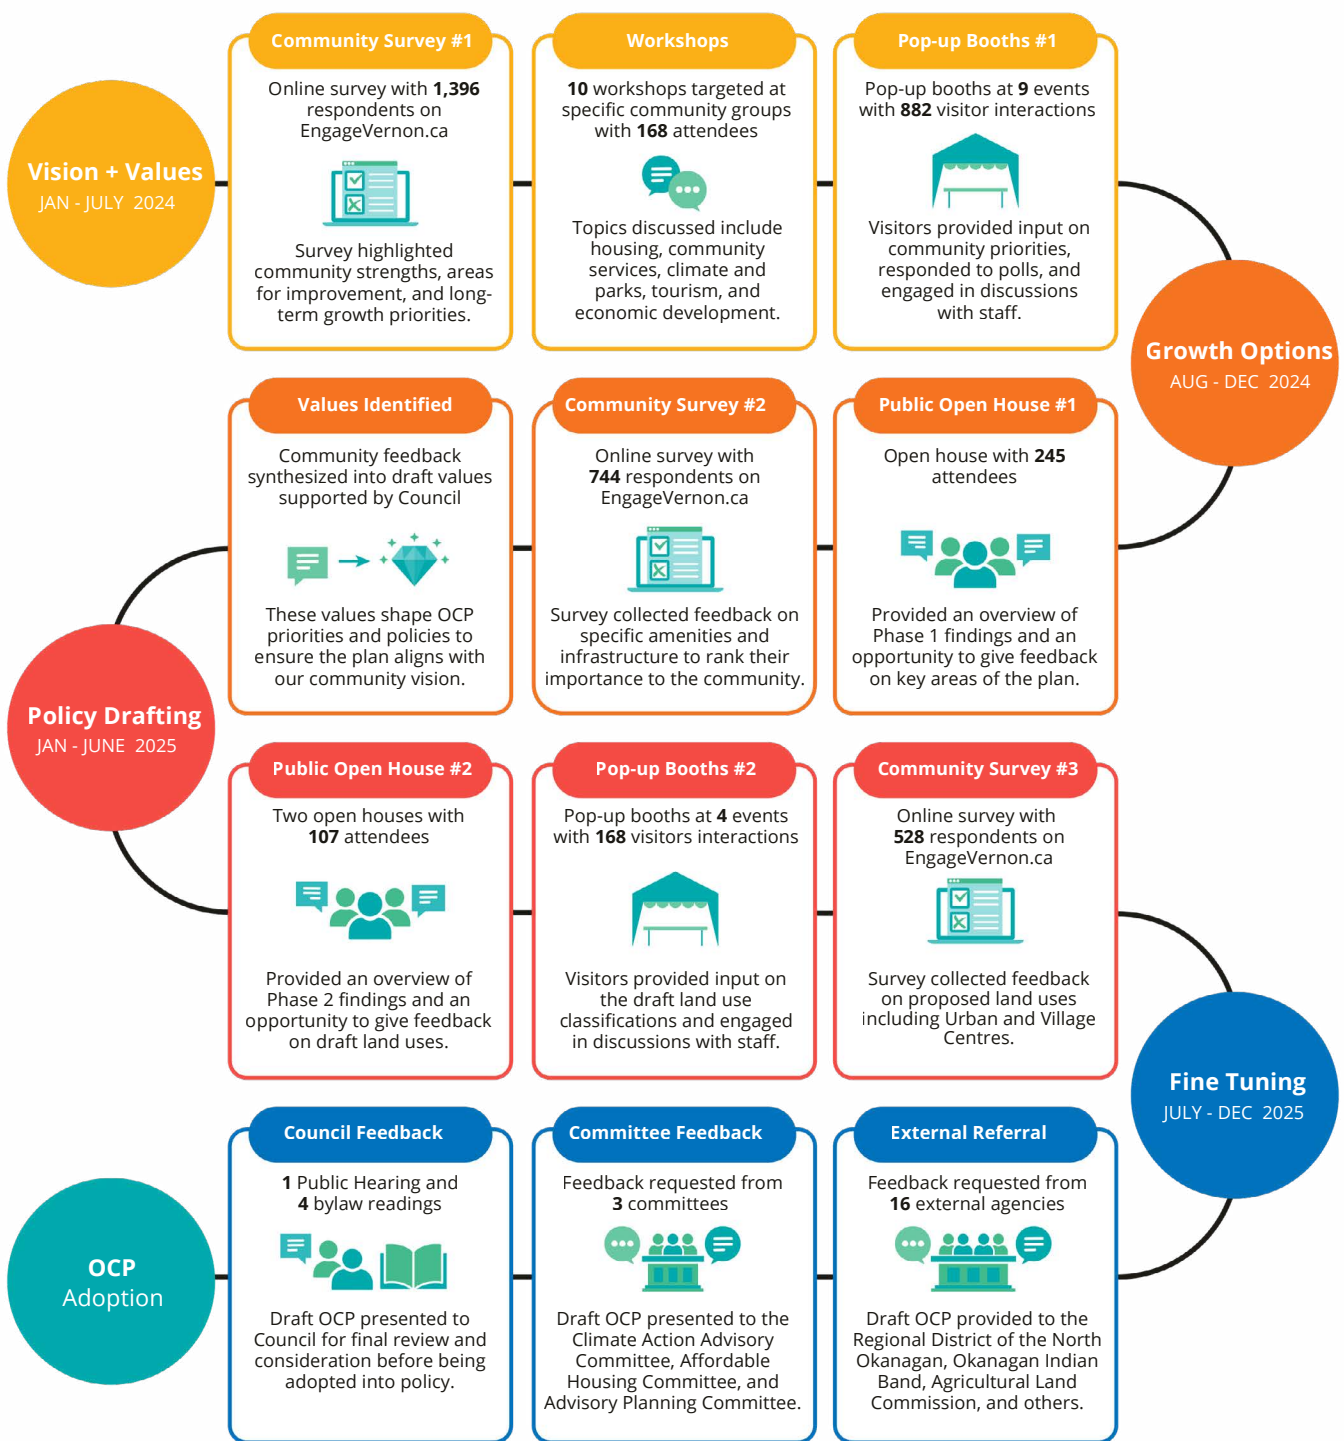 Vision + Values
JAN - JULY 2024
Community Survey #1
Online survey with 1,396
respondents on
EngageVernon.ca
Survey highlighted
community strengths, areas
for improvement, and long-
term growth priorities.
Workshops
10 workshops targeted at
specific community groups
with 168 attendees
Topics discussed include
housing, community
services, climate and
parks, tourism, and
economic development.
Pop-up Booths #1
Pop-up booths at 9 events
with 882 visitor interactions
Visitors provided input on
community priorities,
responded to polls, and
engaged in discussions
with staff.
Growth Options
AUG - DEC 2024
Public Open House #1
Open house with 245
attendees
Provided an overview of
Phase 1 findings and an
opportunity to give feedback
on key areas of the plan.
Community Survey #2
Online survey with
744 respondents on
EngageVernon.ca
Survey collected feedback on
specific amenities and
infrastructure to rank their
importance to the community.
Values Identified
Community feedback
synthesized into draft values
supported by Council
These values shape OCP
priorities and policies to
ensure the plan aligns with
our community vision.
Policy Drafting
JAN - JUNE 2025
Public Open House #2
Two open houses with
107 attendees
Provided an overview of
Phase 2 findings and an
opportunity to give feedback
on draft land uses.
Pop-up Booths #2
Pop-up booths at 4 events
with 168 visitors interactions
Visitors provided input on
the draft land use
classifications and engaged
in discussions with staff.
Community Survey #3
Online survey with
528 respondents on
EngageVernon.ca
Survey collected feedback
on proposed land uses
including Urban and Village
Centres.
Fine Tuning
JULY - DEC 2025
External Referral
Feedback requested from
16 external agencies
Draft OCP provided to the
Regional District of the North
Okanagan, Okanagan Indian
Band, Agricultural Land
Commission, and others.
Committee Feedback
Feedback requested from
3 committees
Draft OCP presented to the
Climate Action Advisory
Committee, Affordable
Housing Committee, and
Advisory Planning Committee.
Council Feedback
1 Public Hearing and
4 bylaw readings
Draft OCP presented to
Council for final review and
consideration before being
adopted into policy.
OCP
Adoption